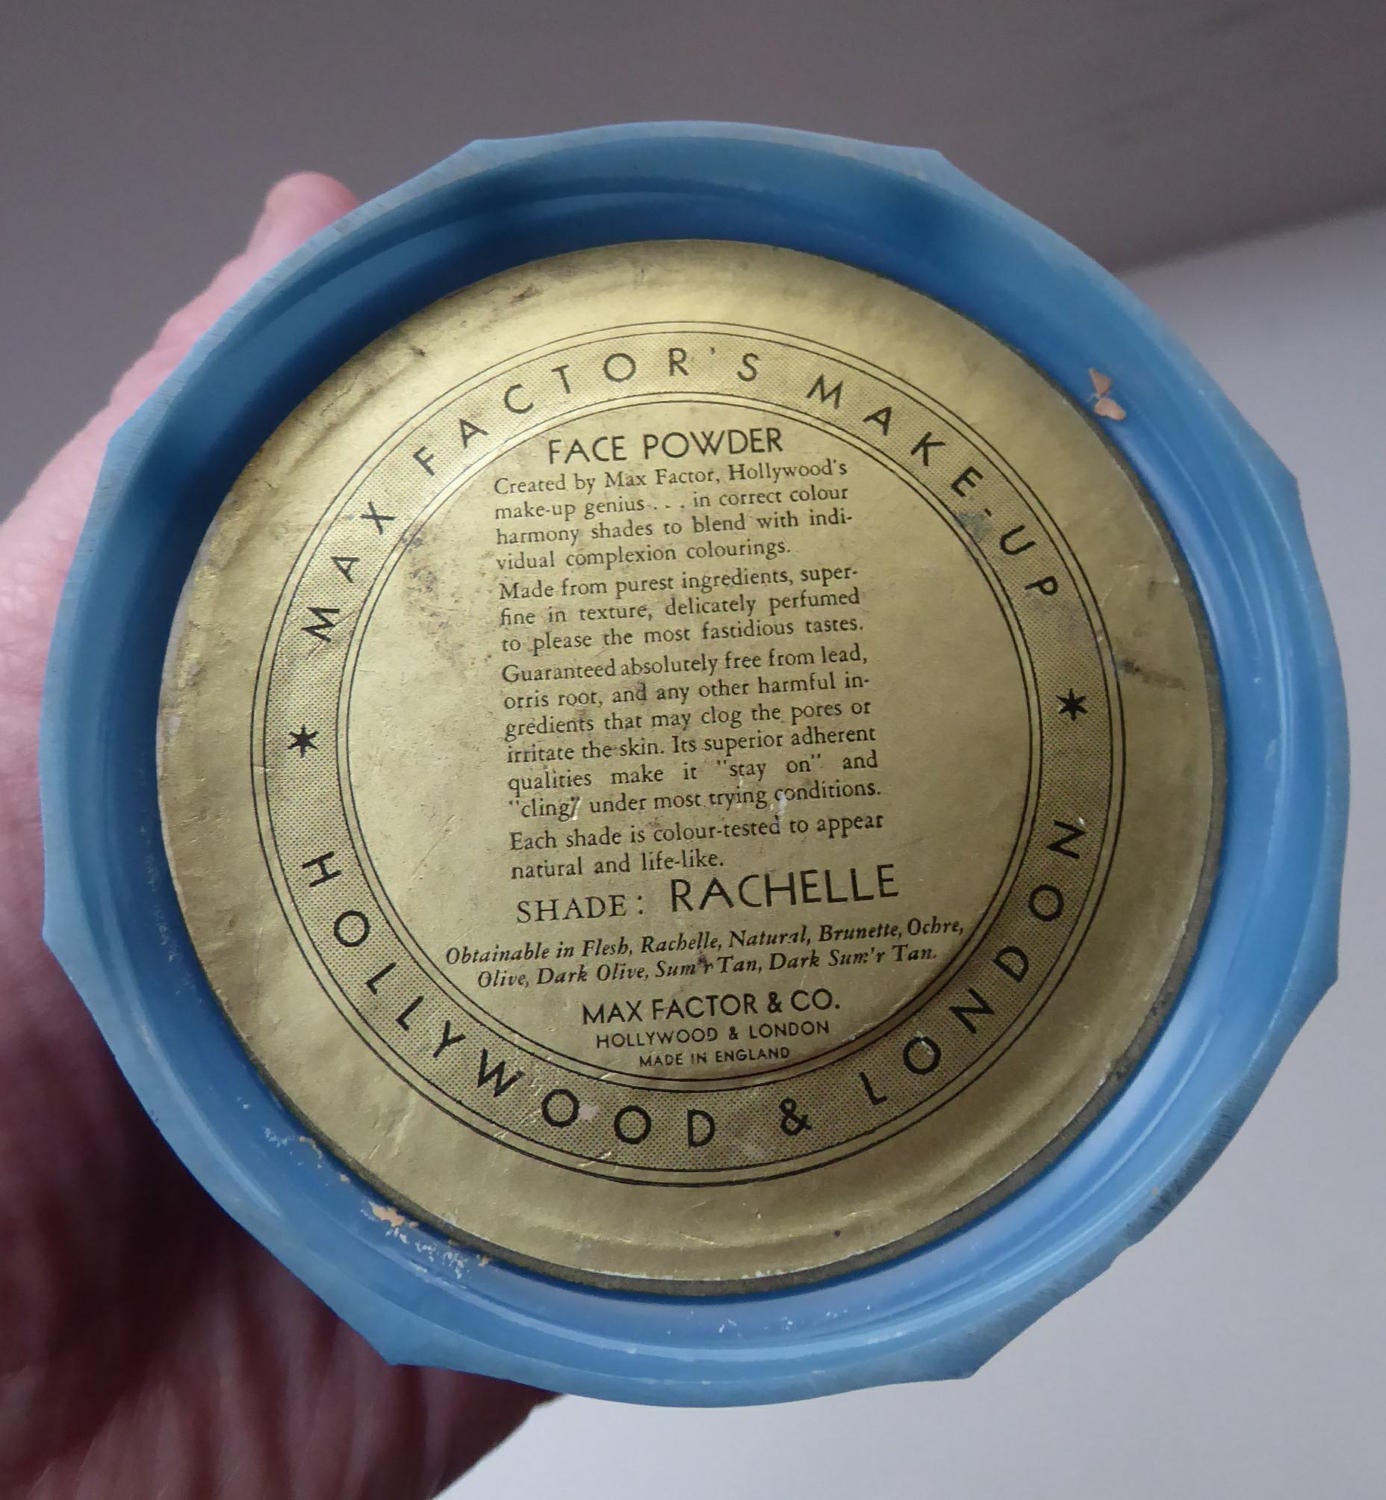 MAX FACTOR'S MAKE-UP
FACE POWDER
Created by Max Factor, Hollywood's
make-up genius . . . in correct colour
harmony shades to blend with indi-
vidual complexion colourings.
Made from purest ingredients, super-
fine in texture, delicately perfumed
to please the most fastidious tastes.
Guaranteed absolutely free from lead,
orris root, and any other harmful in-
gredients that may clog the pores or
irritate the skin. Its superior adherent
qualities make it "stay on" and
"cling" under most trying conditions.
Each shade is colour-tested to appear
natural and life-like.
SHADE: RACHELLE
Obtainable in Flesh, Rachelle, Natural, Brunette, Ochre,
Olive, Dark Olive, Sum'r Tan, Dark Sum'r Tan.
MAX FACTOR & CO.
HOLLYWOOD & LONDON
MADE IN ENGLAND
* HOLLYWOOD & LONDON *